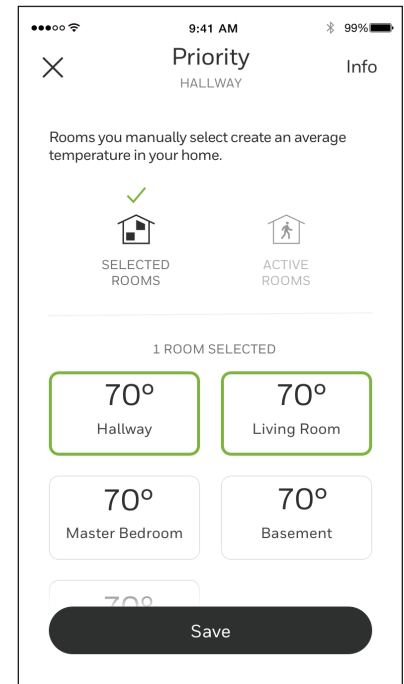 9:41 AM
99%
Priority
Info
HALLWAY
Rooms you manually select create an average
temperature in your home.
SELECTED
ROOMS
ACTIVE
ROOMS
1 ROOM SELECTED
70°
Hallway
70°
Living Room
70°
Master Bedroom
70°
Basement
70°
Save